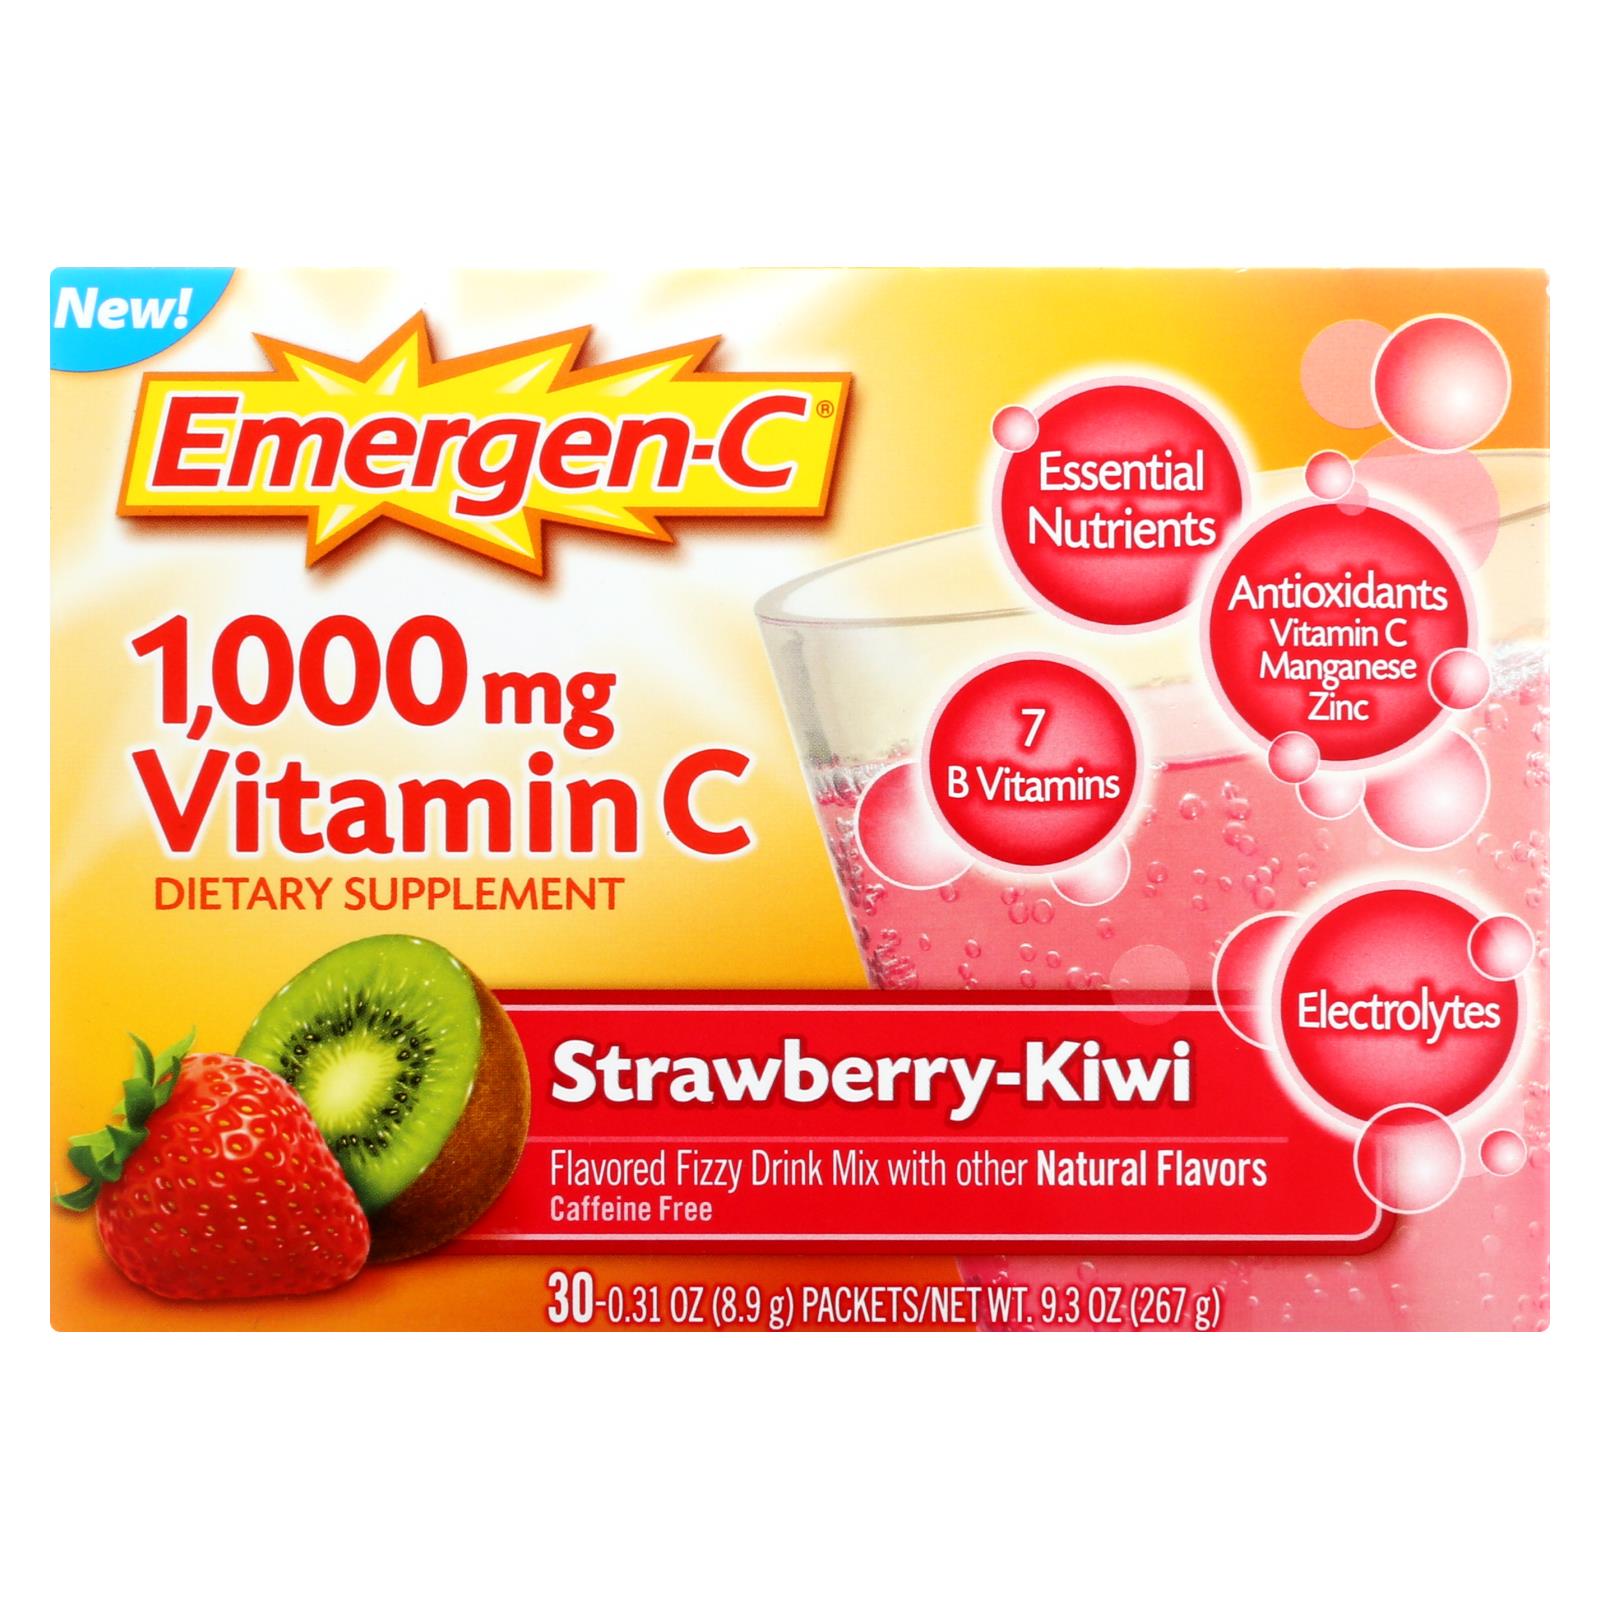 New!
Emergen-C®
1,000 mg
Vitamin C
DIETARY SUPPLEMENT
Essential
Nutrients
Antioxidants
Vitamin C
Manganese
Zinc
7
B Vitamins
Electrolytes
Strawberry-Kiwi
Flavored Fizzy Drink Mix with other Natural Flavors
Caffeine Free
30-0.31 OZ (8.9 g) PACKETS/NET WT. 9.3 OZ (267 g)